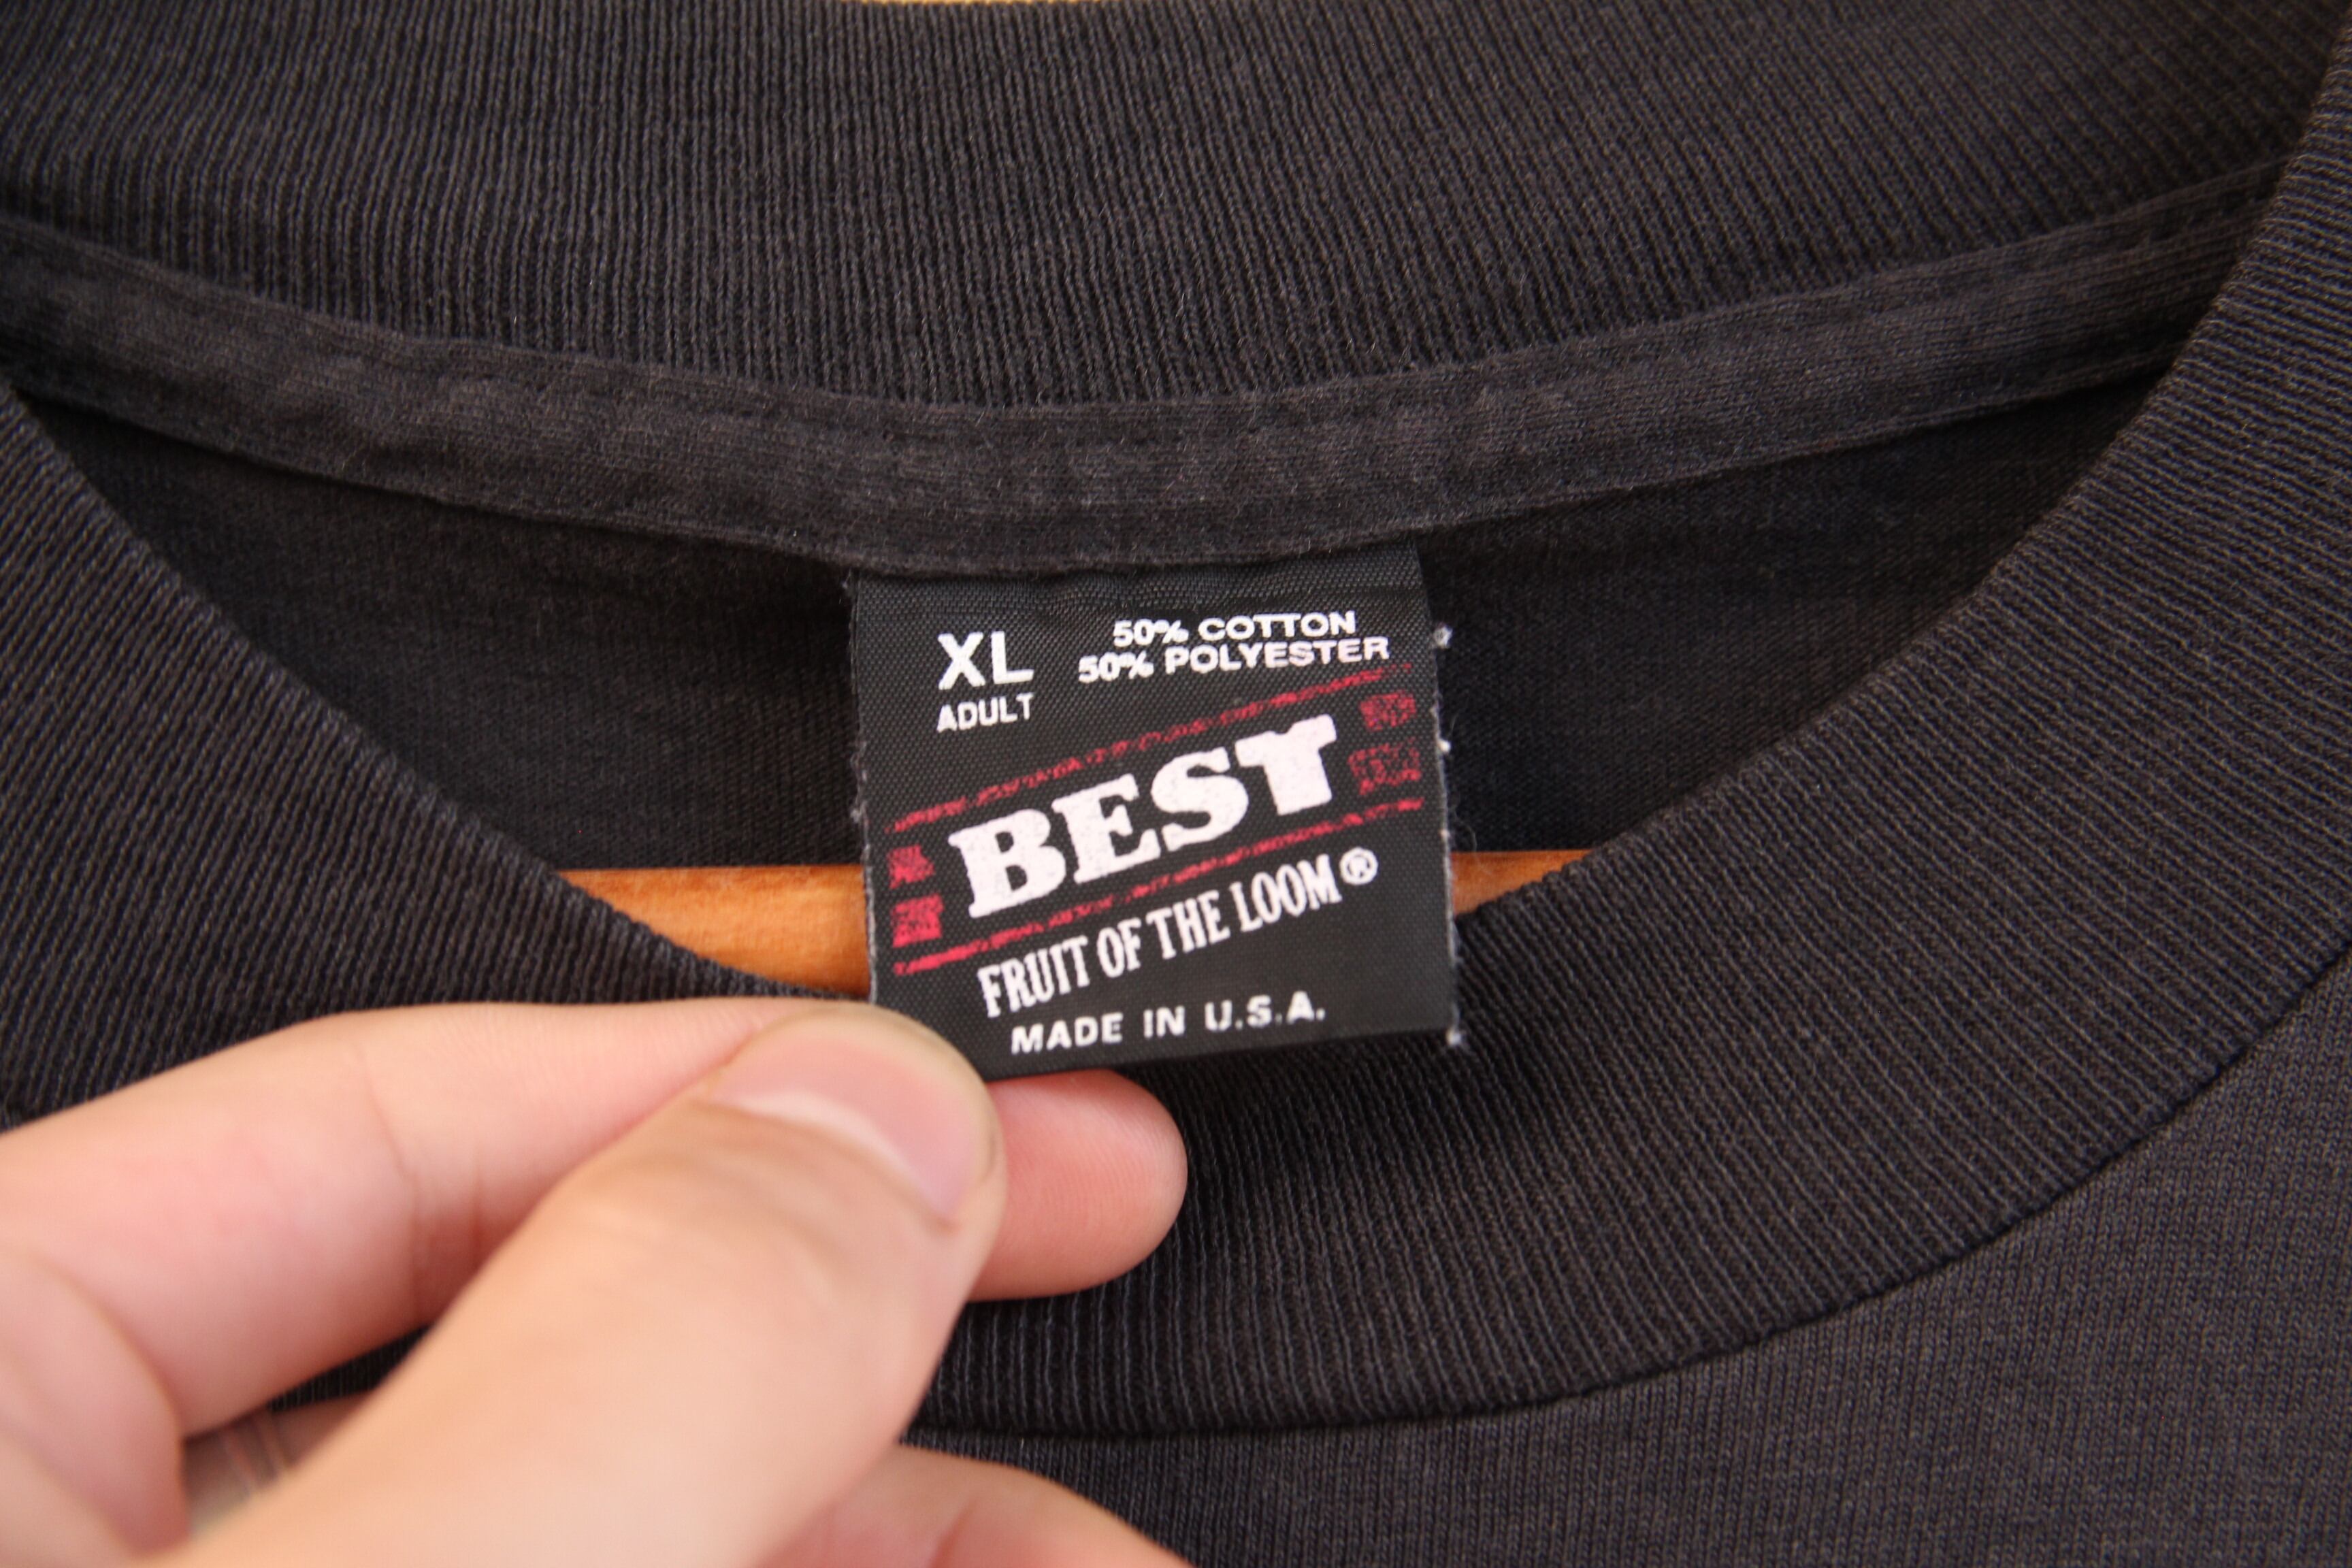 XL
ADULT
50% COTTON
50% POLYESTER
BEST
FRUIT OF THE LOOM®
MADE IN U.S.A.